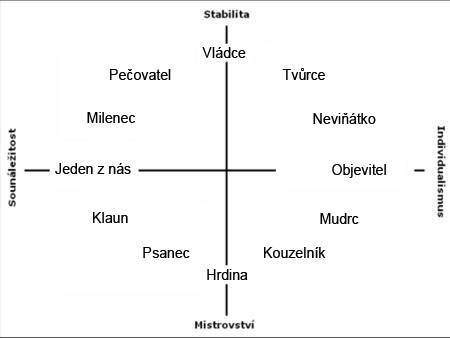 Stabilita
Vládce
Pečovatel
Tvůrce
Milenec
Neviňátko
Sounáležitost
Jeden z nás
Objevitel
Individualismus
Klaun
Mudrc
Psanec
Kouzelník
Hrdina
Mistrovství